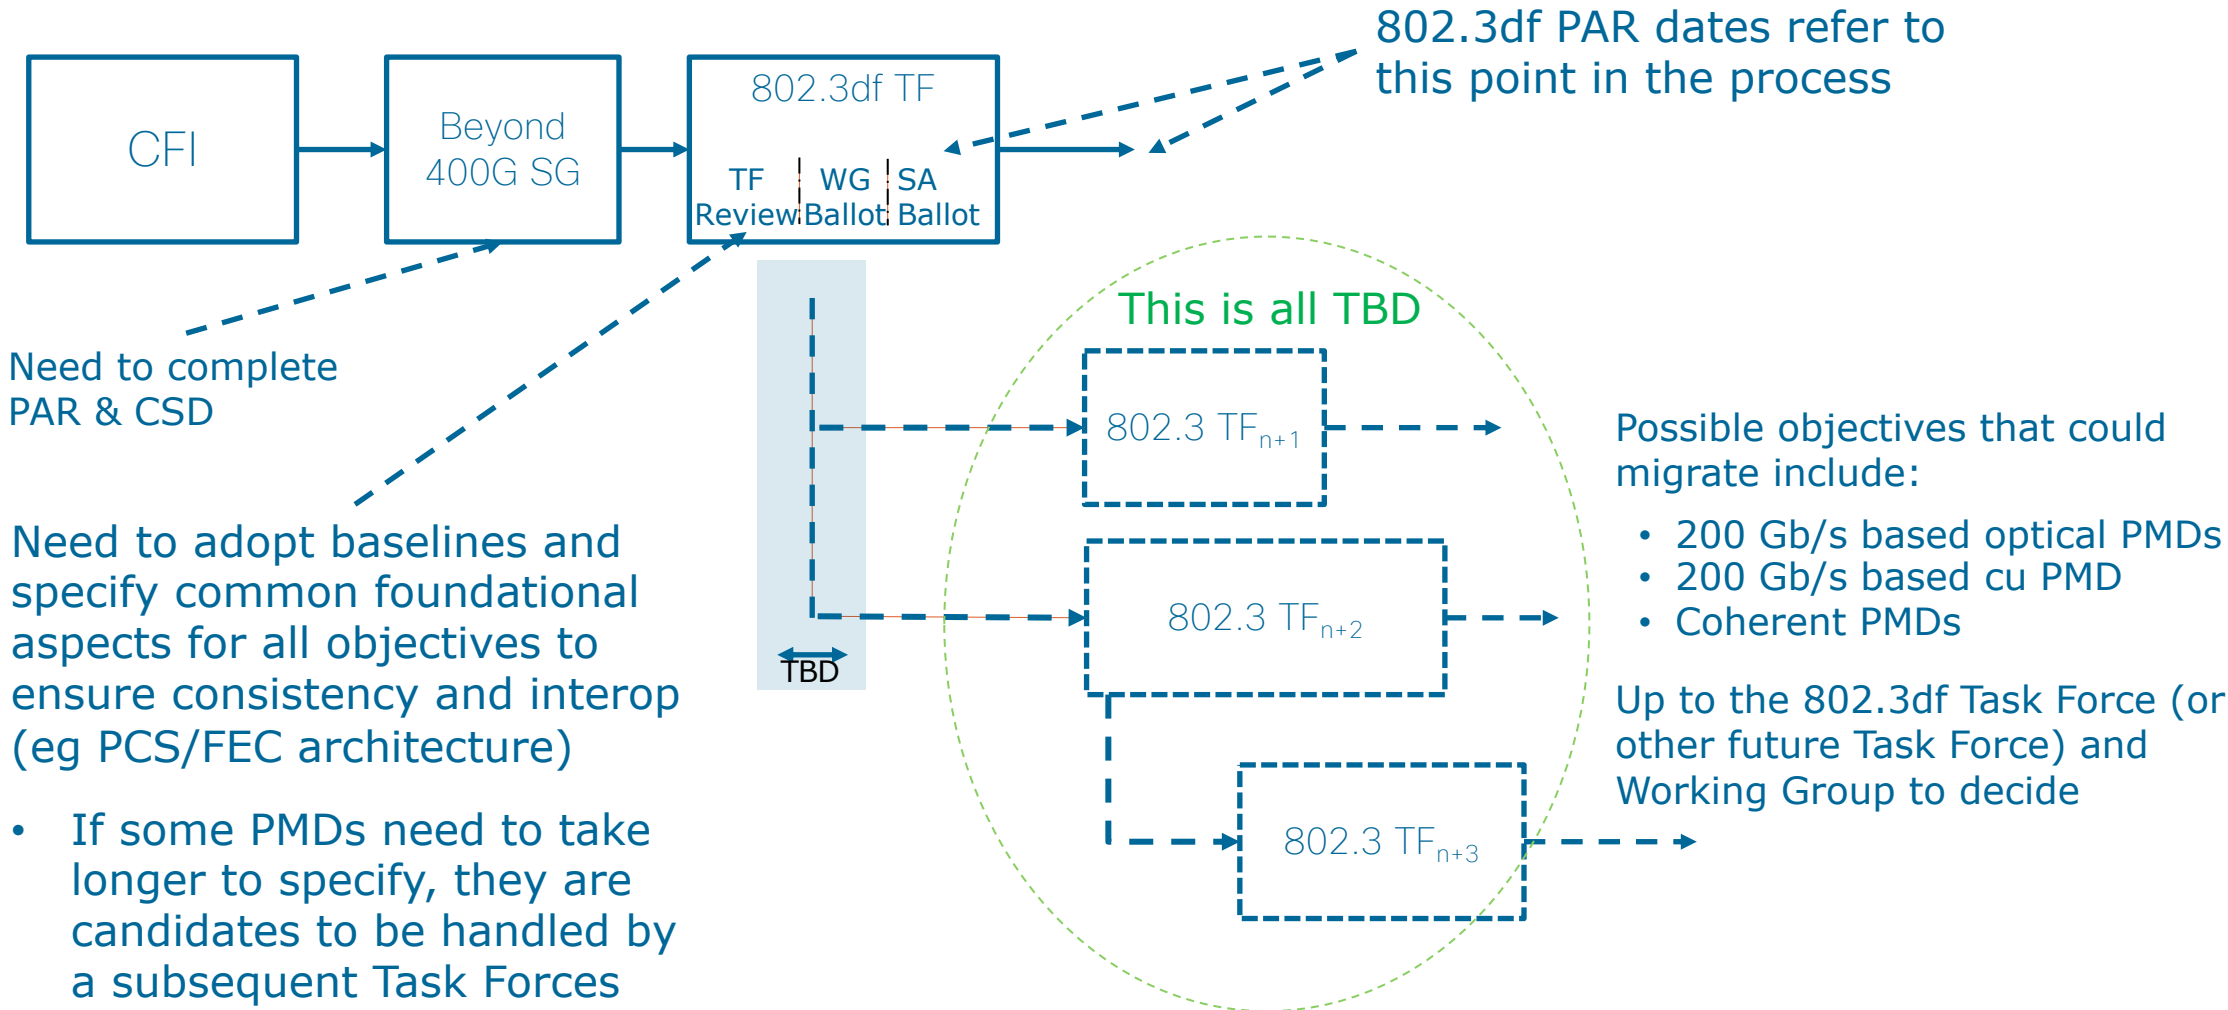 802.3df PAR dates refer to
this point in the process
CFI
Beyond
400G SG
802.3df TF
TF
Review
WG
Ballot
SA
Ballot
Need to complete
PAR & CSD
This is all TBD
802.3 TFn+1
802.3 TFn+2
802.3 TFn+3
TBD
Need to adopt baselines and
specify common foundational
aspects for all objectives to
ensure consistency and interop
(eg PCS/FEC architecture)
• If some PMDs need to take
longer to specify, they are
candidates to be handled by
a subsequent Task Forces
Possible objectives that could
migrate include:
• 200 Gb/s based optical PMDs
• 200 Gb/s based cu PMD
• Coherent PMDs
Up to the 802.3df Task Force (or
other future Task Force) and
Working Group to decide